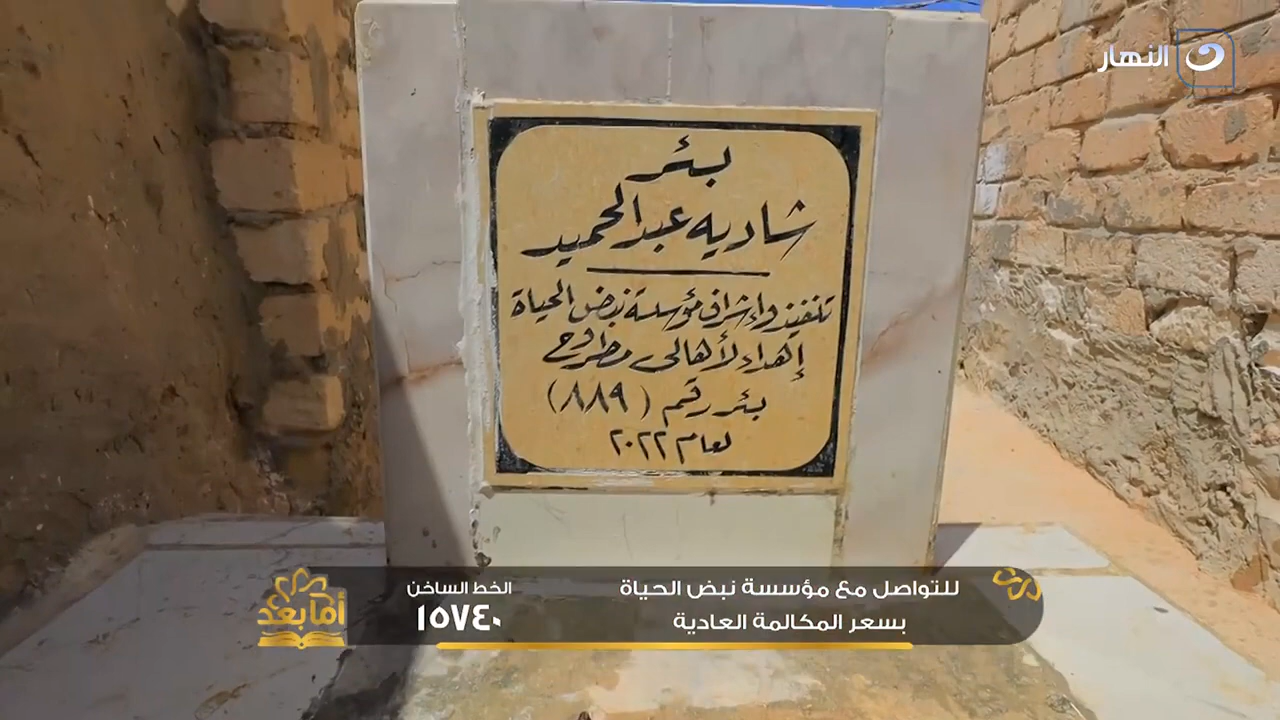 النهار
بئر
شاديه عبدالحميد
تنفيذ وإشراف مؤسسة نبض الحياة
إهداء لأهالى مطروح
بئر رقم (٨٨٩)
لعام ٢٠٢٢
للتواصل مع مؤسسة نبض الحياة
بسعر المكالمة العادية
الخط الساخن
١٥٧٤٠
أما بعد